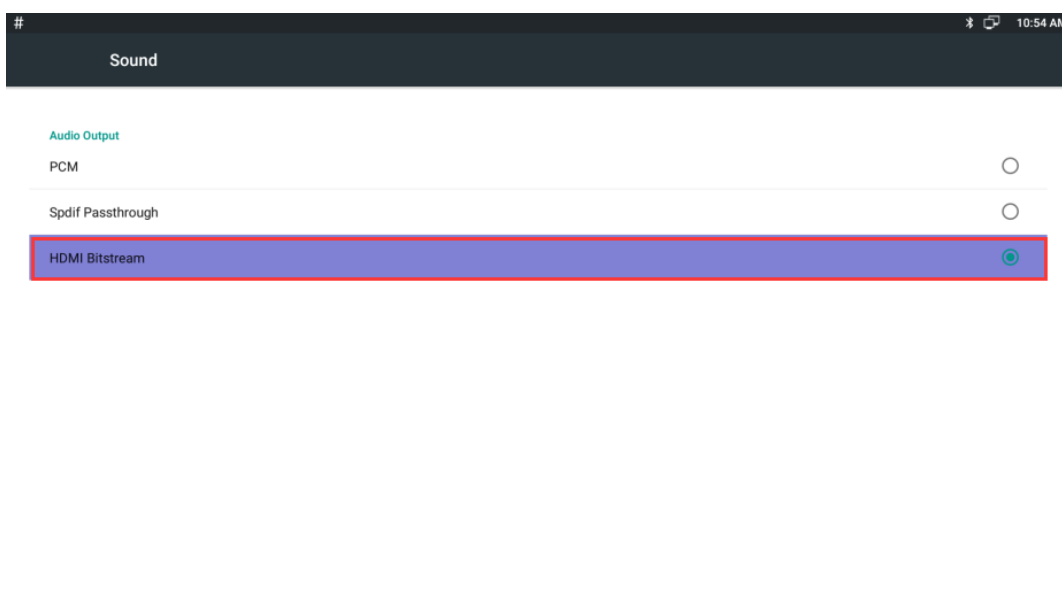 # 10:54 AM
Sound
Audio Output
PCM
Spdif Passthrough
HDMI Bitstream